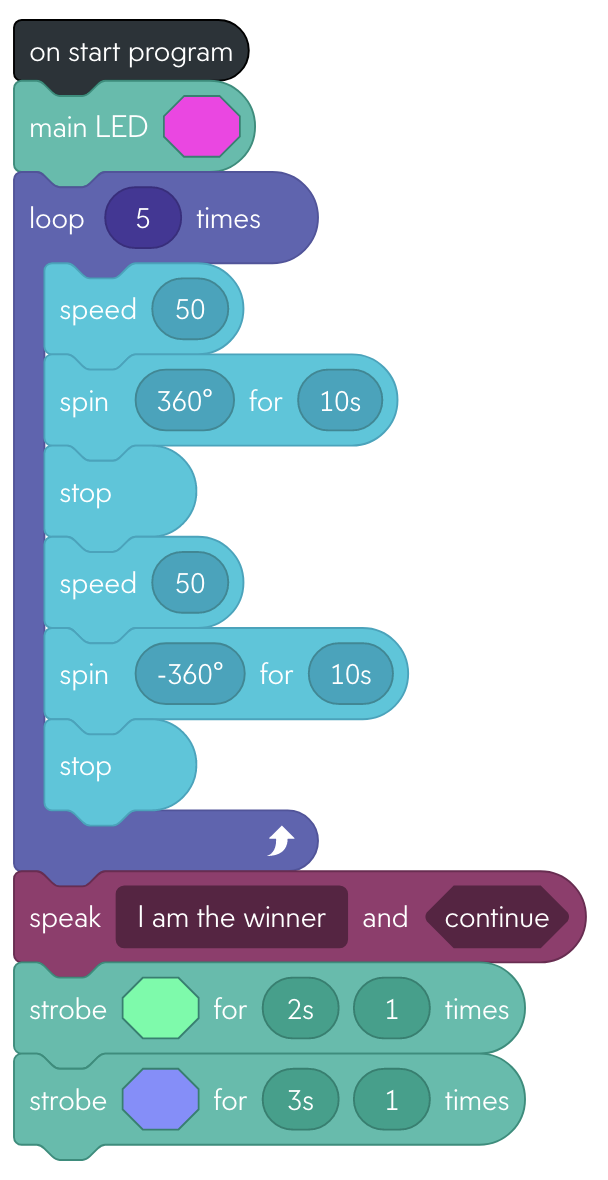 on start program
main LED
loop 5 times
speed 50
spin 360° for 10s
stop
speed 50
spin -360° for 10s
stop
speak I am the winner and continue
strobe for 2s 1 times
strobe for 3s 1 times